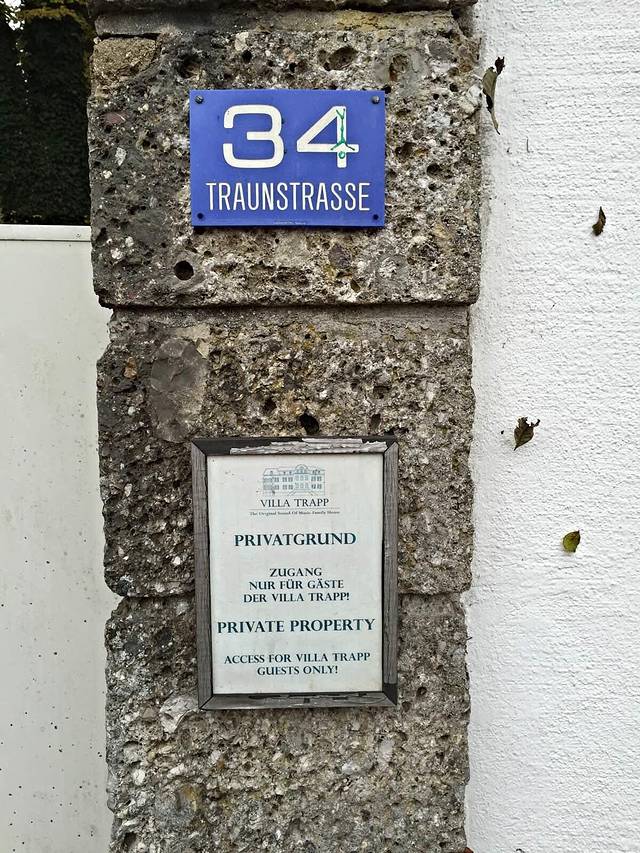 34
TRAUNSTRASSE
VILLA TRAPP
The Original Sound Of Music Family Home
PRIVATGRUND
ZUGANG
NUR FÜR GÄSTE
DER VILLA TRAPP!
PRIVATE PROPERTY
ACCESS FOR VILLA TRAPP
GUESTS ONLY!